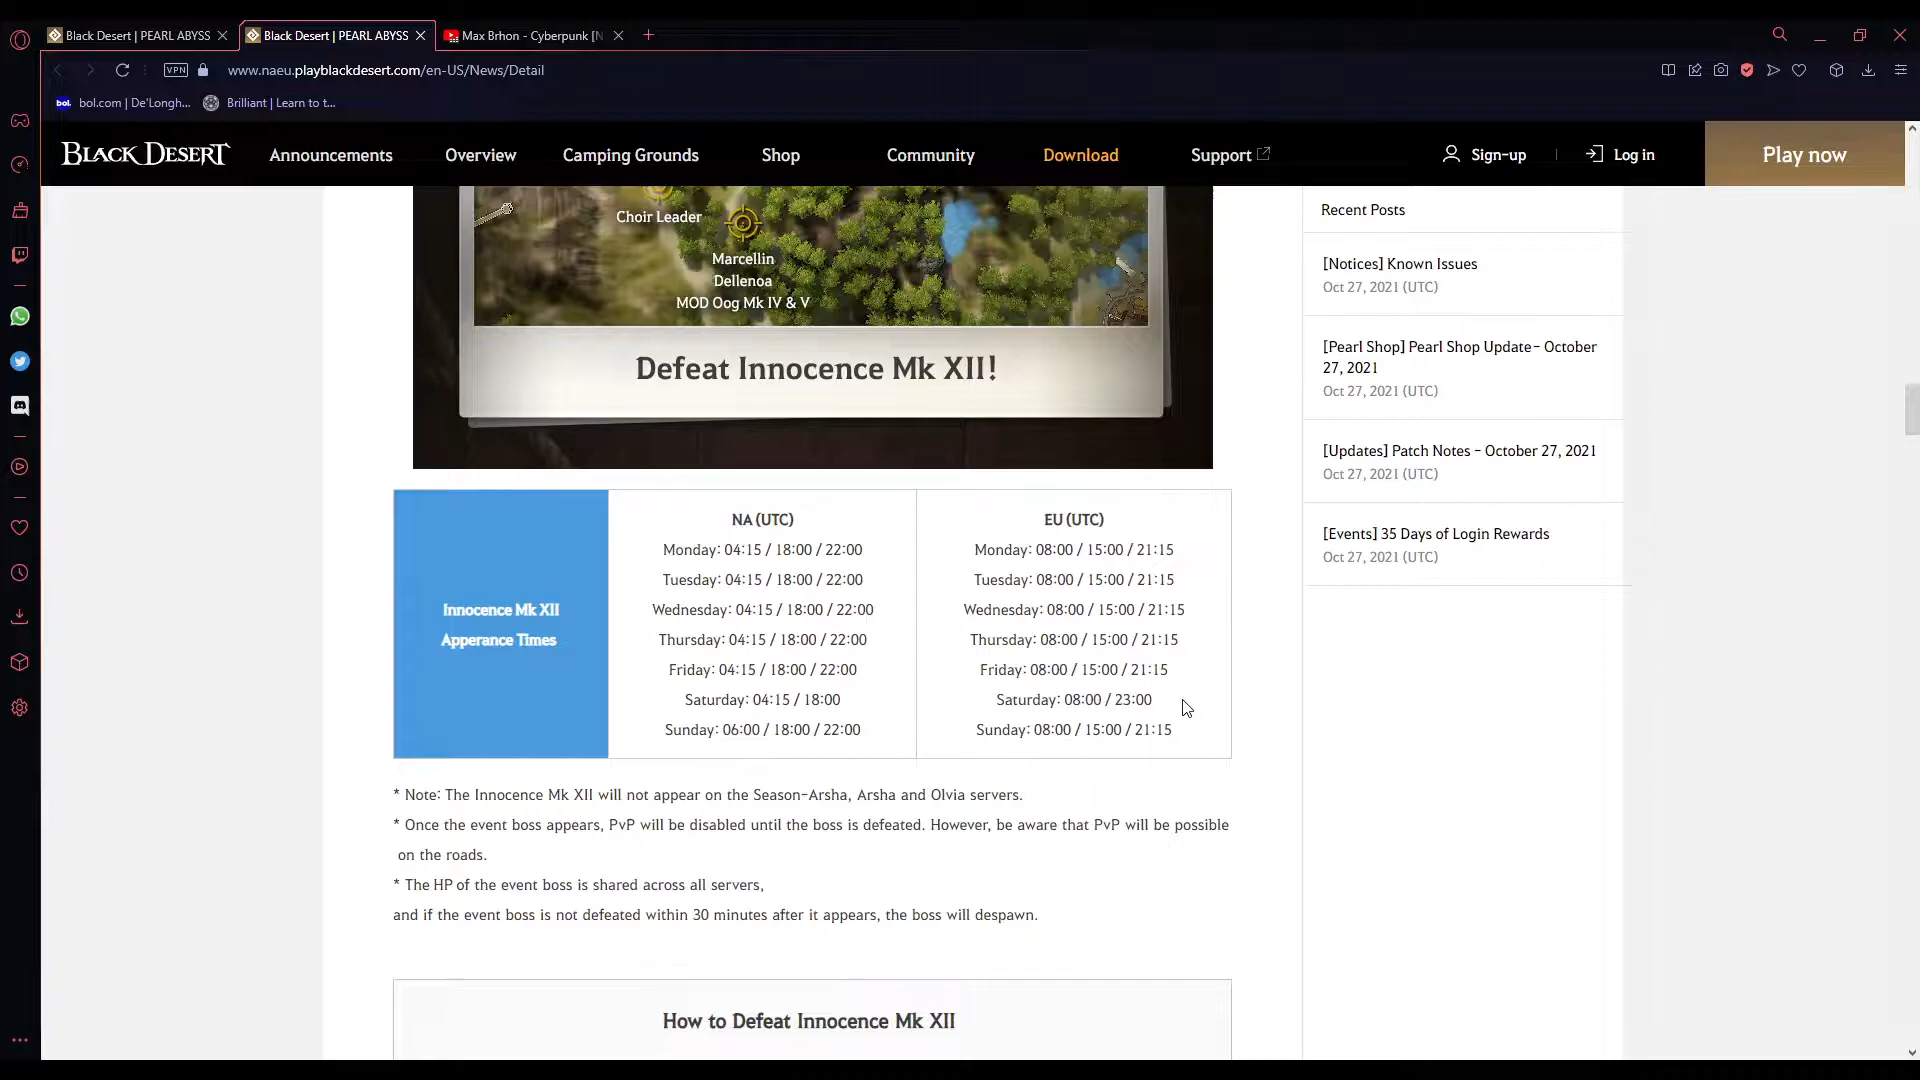 Black Desert | PEARL ABYSS
Black Desert | PEARL ABYSS
Max Brhon - Cyberpunk [N
VPN
www.naeu.playblackdesert.com/en-US/News/Detail
bol. bol.com | De'Longh...
Brilliant | Learn to t...
BLACK DESERT
Announcements
Overview
Camping Grounds
Shop
Community
Download
Support
Sign-up
Log in
Play now
Choir Leader
Marcellin
Dellenoa
MOD Oog Mk IV & V
Defeat Innocence Mk XII!
Innocence Mk XII
Apperance Times
NA (UTC)
Monday: 04:15 / 18:00 / 22:00
Tuesday: 04:15 / 18:00 / 22:00
Wednesday: 04:15 / 18:00 / 22:00
Thursday: 04:15 / 18:00 / 22:00
Friday: 04:15 / 18:00 / 22:00
Saturday: 04:15 / 18:00
Sunday: 06:00 / 18:00 / 22:00
EU (UTC)
Monday: 08:00 / 15:00 / 21:15
Tuesday: 08:00 / 15:00 / 21:15
Wednesday: 08:00 / 15:00 / 21:15
Thursday: 08:00 / 15:00 / 21:15
Friday: 08:00 / 15:00 / 21:15
Saturday: 08:00 / 23:00
Sunday: 08:00 / 15:00 / 21:15
* Note: The Innocence Mk XII will not appear on the Season-Arsha, Arsha and Olvia servers.
* Once the event boss appears, PvP will be disabled until the boss is defeated. However, be aware that PvP will be possible
on the roads.
* The HP of the event boss is shared across all servers,
and if the event boss is not defeated within 30 minutes after it appears, the boss will despawn.
How to Defeat Innocence Mk XII
Recent Posts
[Notices] Known Issues
Oct 27, 2021 (UTC)
[Pearl Shop] Pearl Shop Update- October
27, 2021
Oct 27, 2021 (UTC)
[Updates] Patch Notes - October 27, 2021
Oct 27, 2021 (UTC)
[Events] 35 Days of Login Rewards
Oct 27, 2021 (UTC)